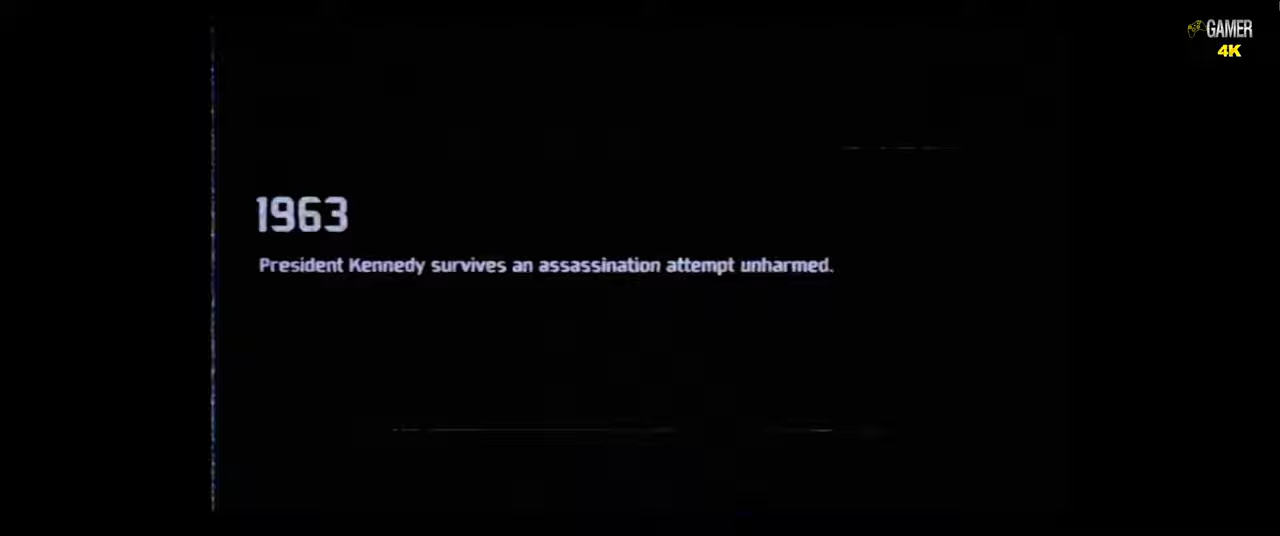 GAMER
4K
1963
President Kennedy survives an assassination attempt unharmed.